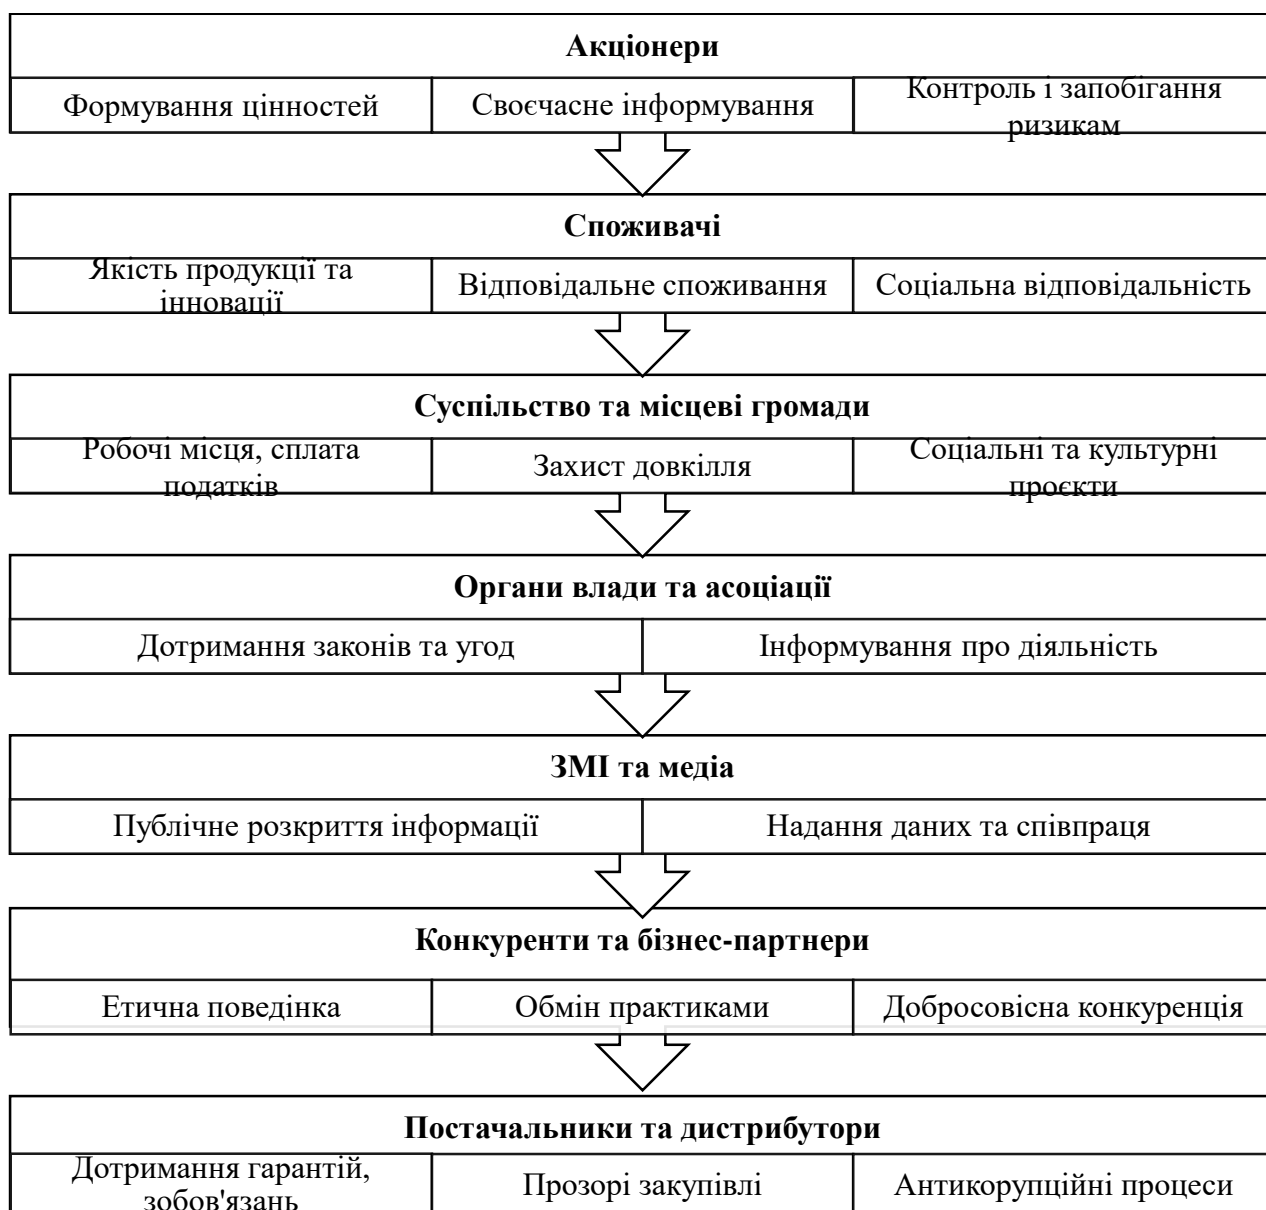 Акціонери
Формування цінностей
Своєчасне інформування
Контроль і запобігання
ризикам
Споживачі
Якість продукції та
інновації
Відповідальне споживання
Соціальна відповідальність
Суспільство та місцеві громади
Робочі місця, сплата
податків
Захист довкілля
Соціальні та культурні
проєкти
Органи влади та асоціації
Дотримання законів та угод
Інформування про діяльність
ЗМІ та медіа
Публічне розкриття інформації
Надання даних та співпраця
Конкуренти та бізнес-партнери
Етична поведінка
Обмін практиками
Добросовісна конкуренція
Постачальники та дистрибутори
Дотримання гарантій,
зобов'язань
Прозорі закупівлі
Антикорупційні процеси